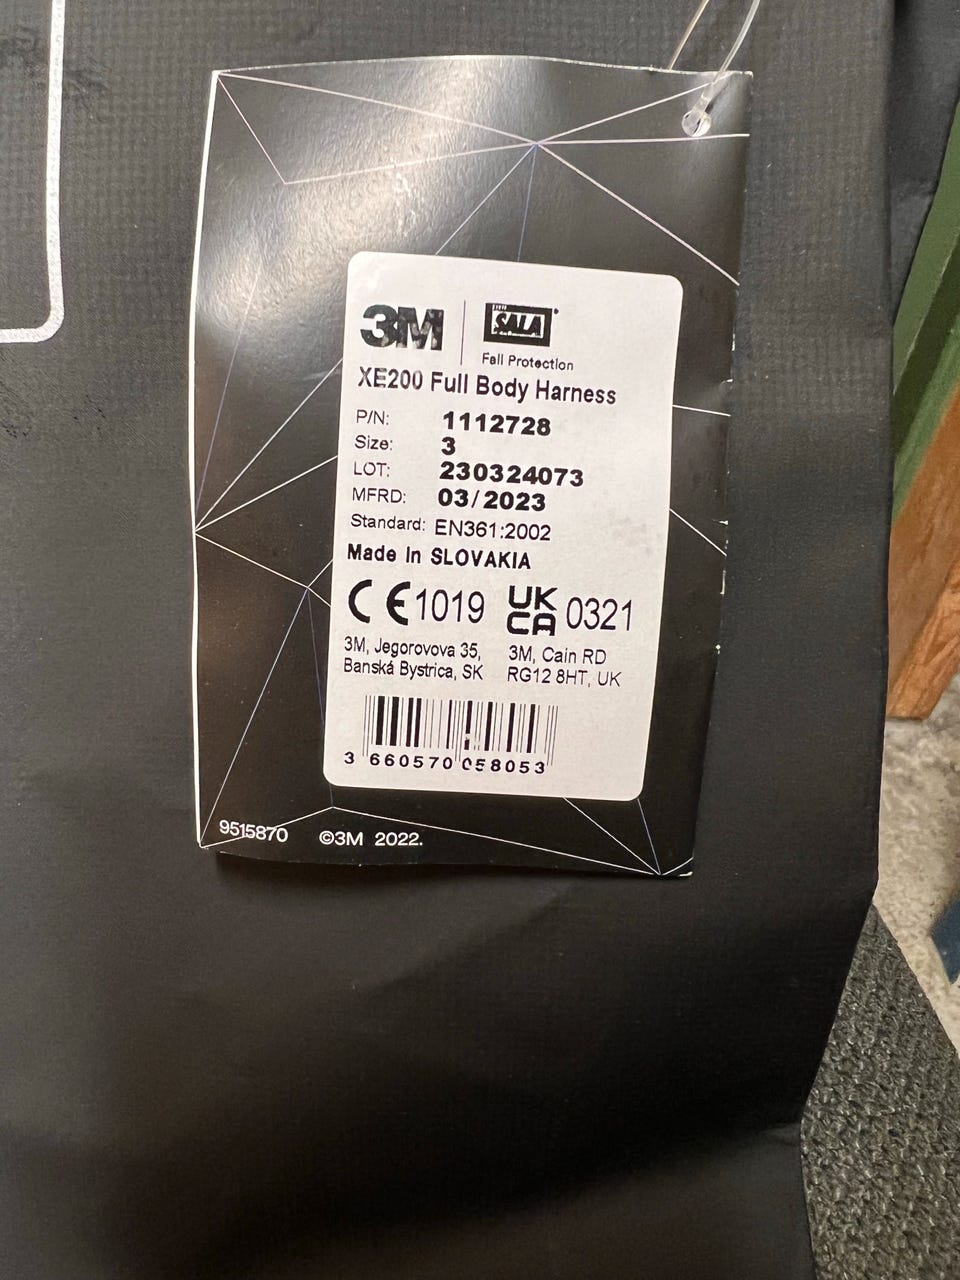 3M
SALA
Fall Protection
XE200 Full Body Harness
P/N: 1112728
Size: 3
LOT: 230324073
MFRD: 03/2023
Standard: EN361:2002
Made In SLOVAKIA
CE 1019 UK CA 0321
3M, Jegorovova 35, 3M, Cain RD
Banská Bystrica, SK RG12 8HT, UK
3 660570 058053
9515870 ©3M 2022.